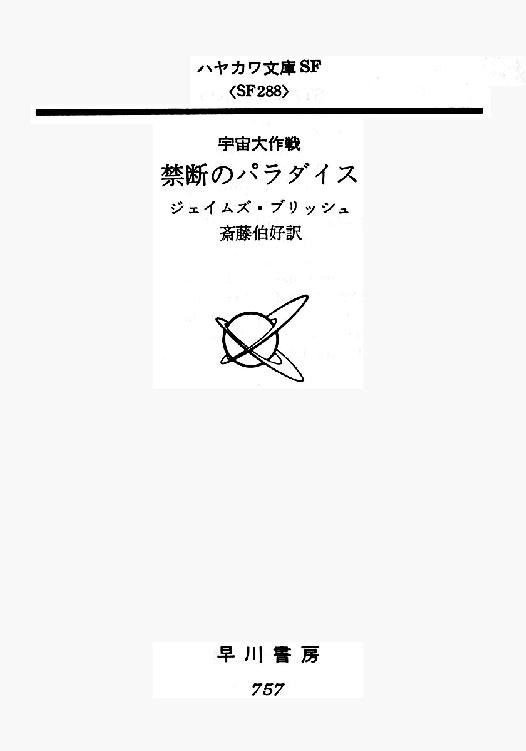 ハヤカワ文庫SF
〈SF288〉
宇宙大作戦
禁断のパラダイス
ジェイムズ・ブリッシュ
斎藤伯好訳
早川書房
757